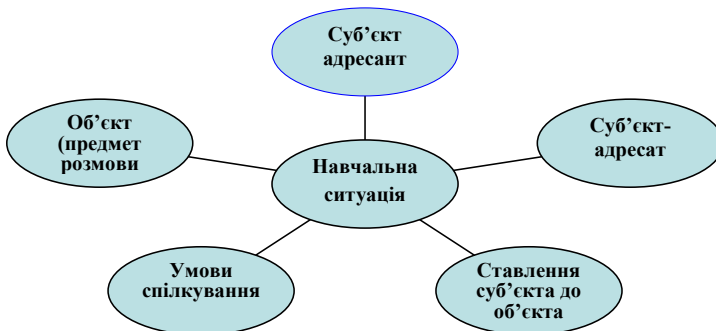 Суб’єкт
адресант
Об’єкт
(предмет
розмови
Суб’єкт-
адресат
Навчальна
ситуація
Умови
спілкування
Ставлення
суб’єкта до
об’єкта